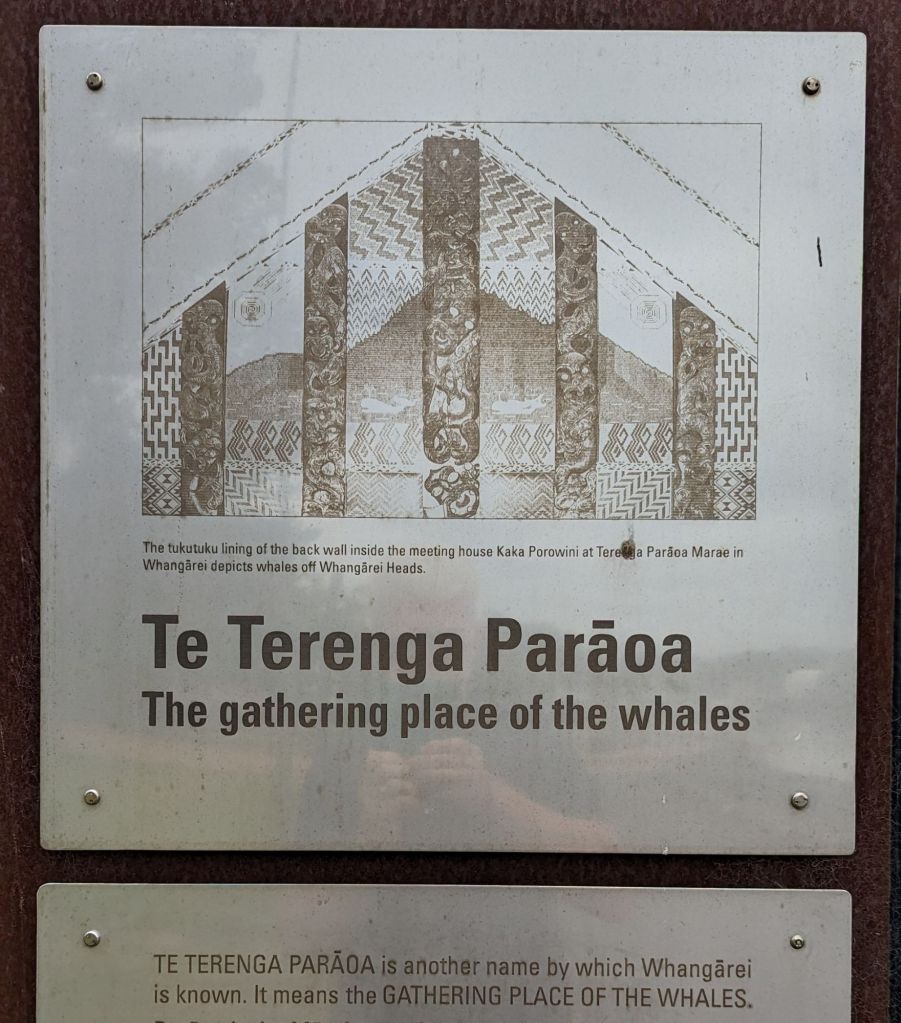 The tukutuku lining of the back wall inside the meeting house Kaka Porowini at Terenga Parāoa Marae in
Whangārei depicts whales off Whangārei Heads.
Te Terenga Parāoa
The gathering place of the whales
TE TERENGA PARĀOA is another name by which Whangārei
is known. It means the GATHERING PLACE OF THE WHALES.